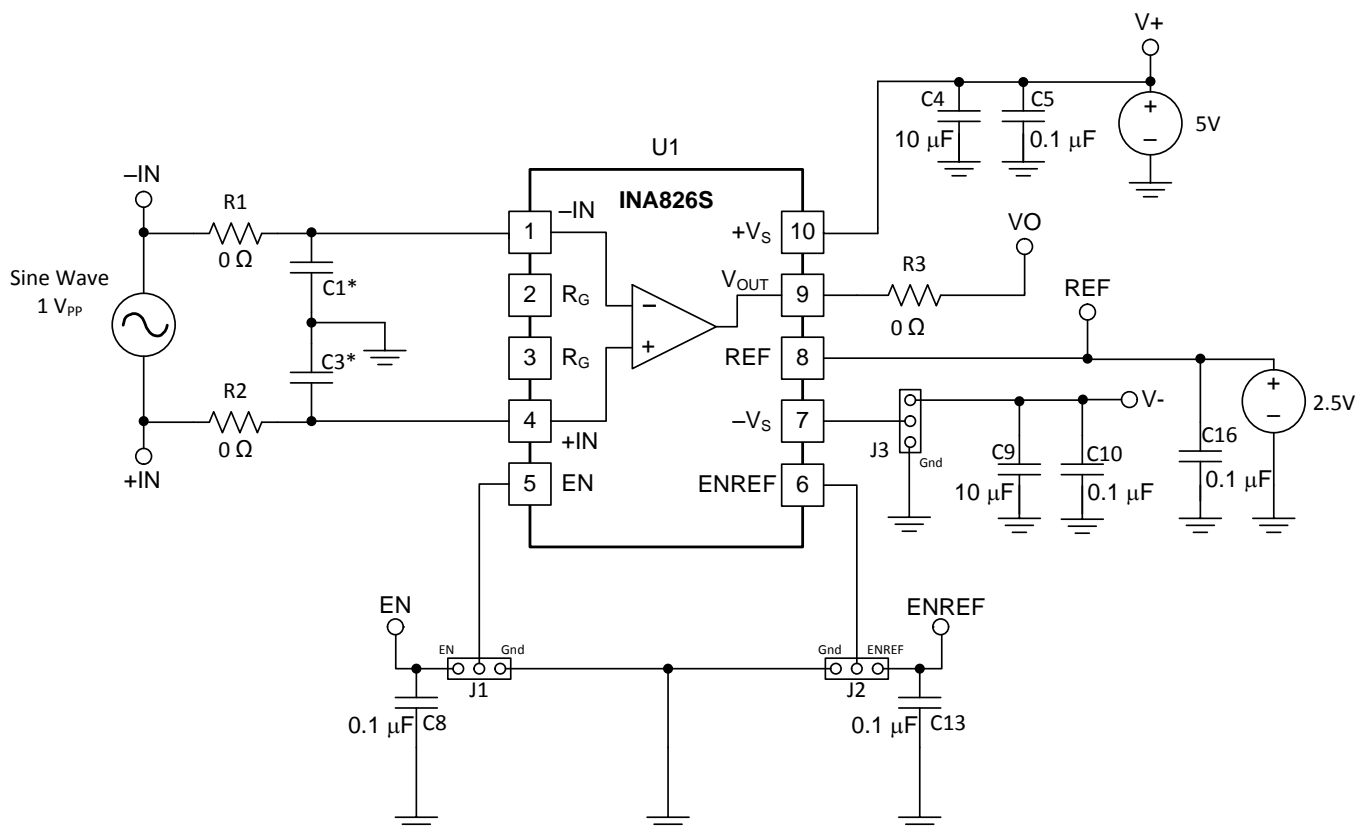 V+
C4
C5
10 µF
0.1 µF
5V
U1
INA826S
–IN
R1
0 Ω
Sine Wave
1 VPP
C1*
C3*
R2
0 Ω
+IN
1
–IN
2
RG
3
RG
4
+IN
5
EN
+VS
10
VOUT
9
REF
8
–VS
7
ENREF
6
R3
0 Ω
VO
REF
V-
J3
Gnd
C9
10 µF
C10
0.1 µF
C16
0.1 µF
2.5V
EN
EN
Gnd
J1
0.1 µF
C8
ENREF
Gnd
ENREF
J2
0.1 µF
C13
+
–
+
–
–
+